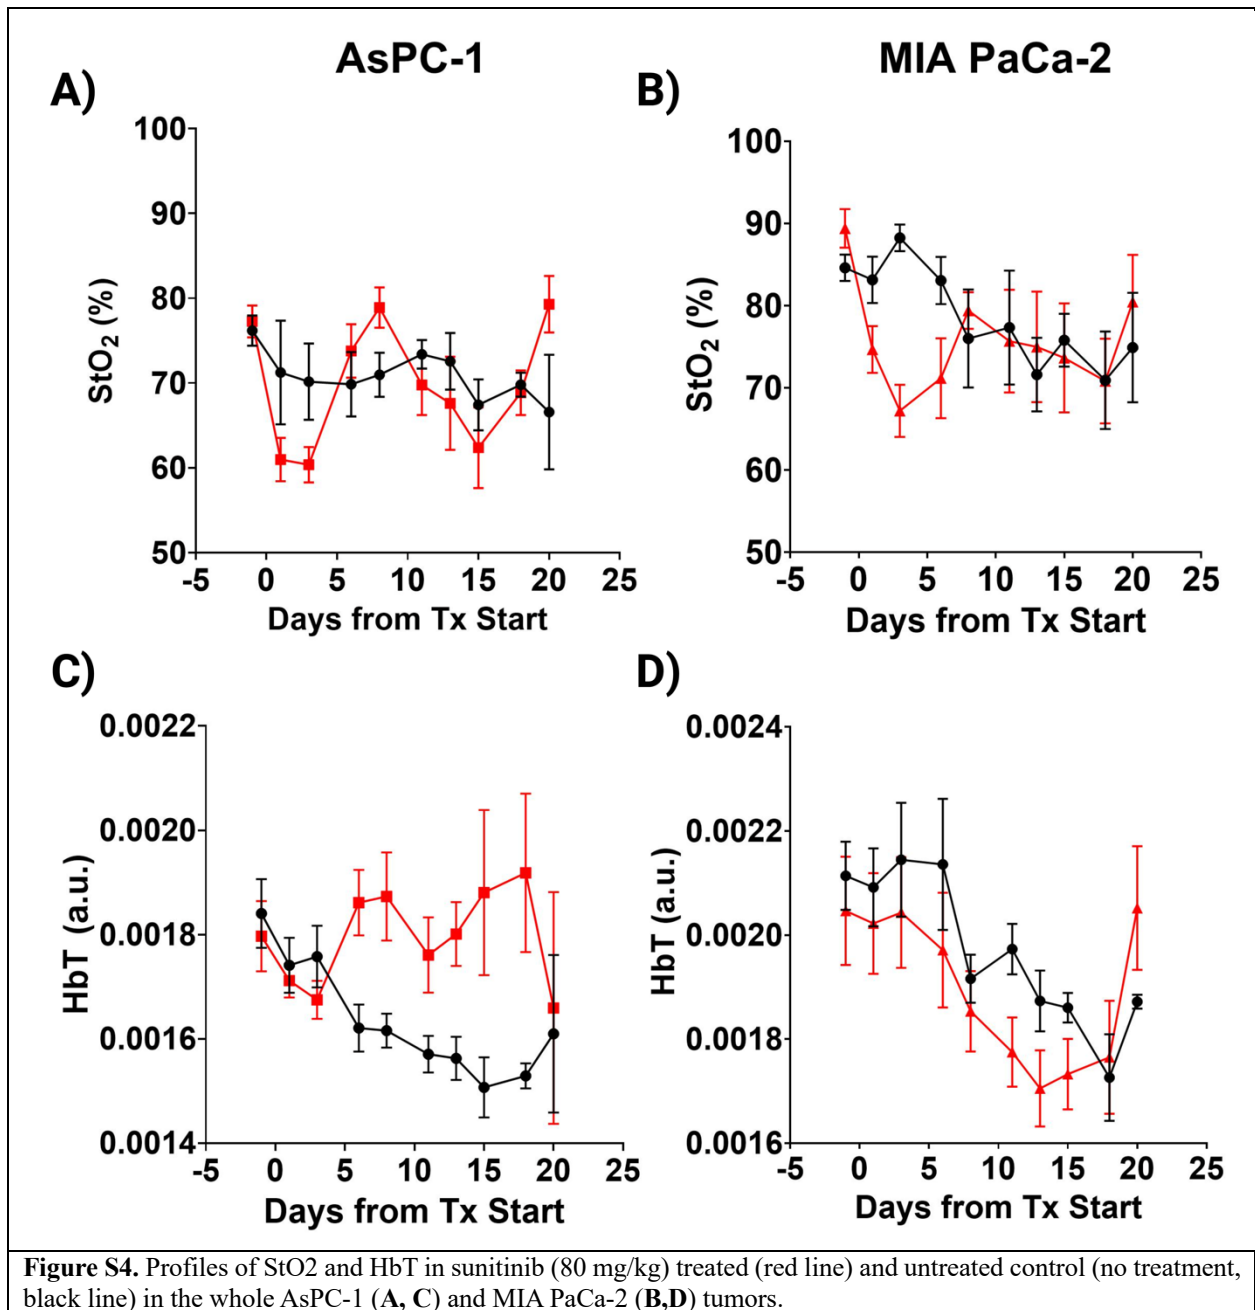 AsPC-1
MIA PaCa-2
A)
100
90
80
70
60
50
StO2 (%)
-5 0 5 10 15 20 25
Days from Tx Start
B)
100
90
80
70
60
50
StO2 (%)
-5 0 5 10 15 20 25
Days from Tx Start
C)
0.0022
0.0020
0.0018
0.0016
0.0014
HbT (a.u.)
-5 0 5 10 15 20 25
Days from Tx Start
D)
0.0024
0.0022
0.0020
0.0018
0.0016
HbT (a.u.)
-5 0 5 10 15 20 25
Days from Tx Start
Figure S4. Profiles of StO2 and HbT in sunitinib (80 mg/kg) treated (red line) and untreated control (no treatment,
black line) in the whole AsPC-1 (A, C) and MIA PaCa-2 (B,D) tumors.